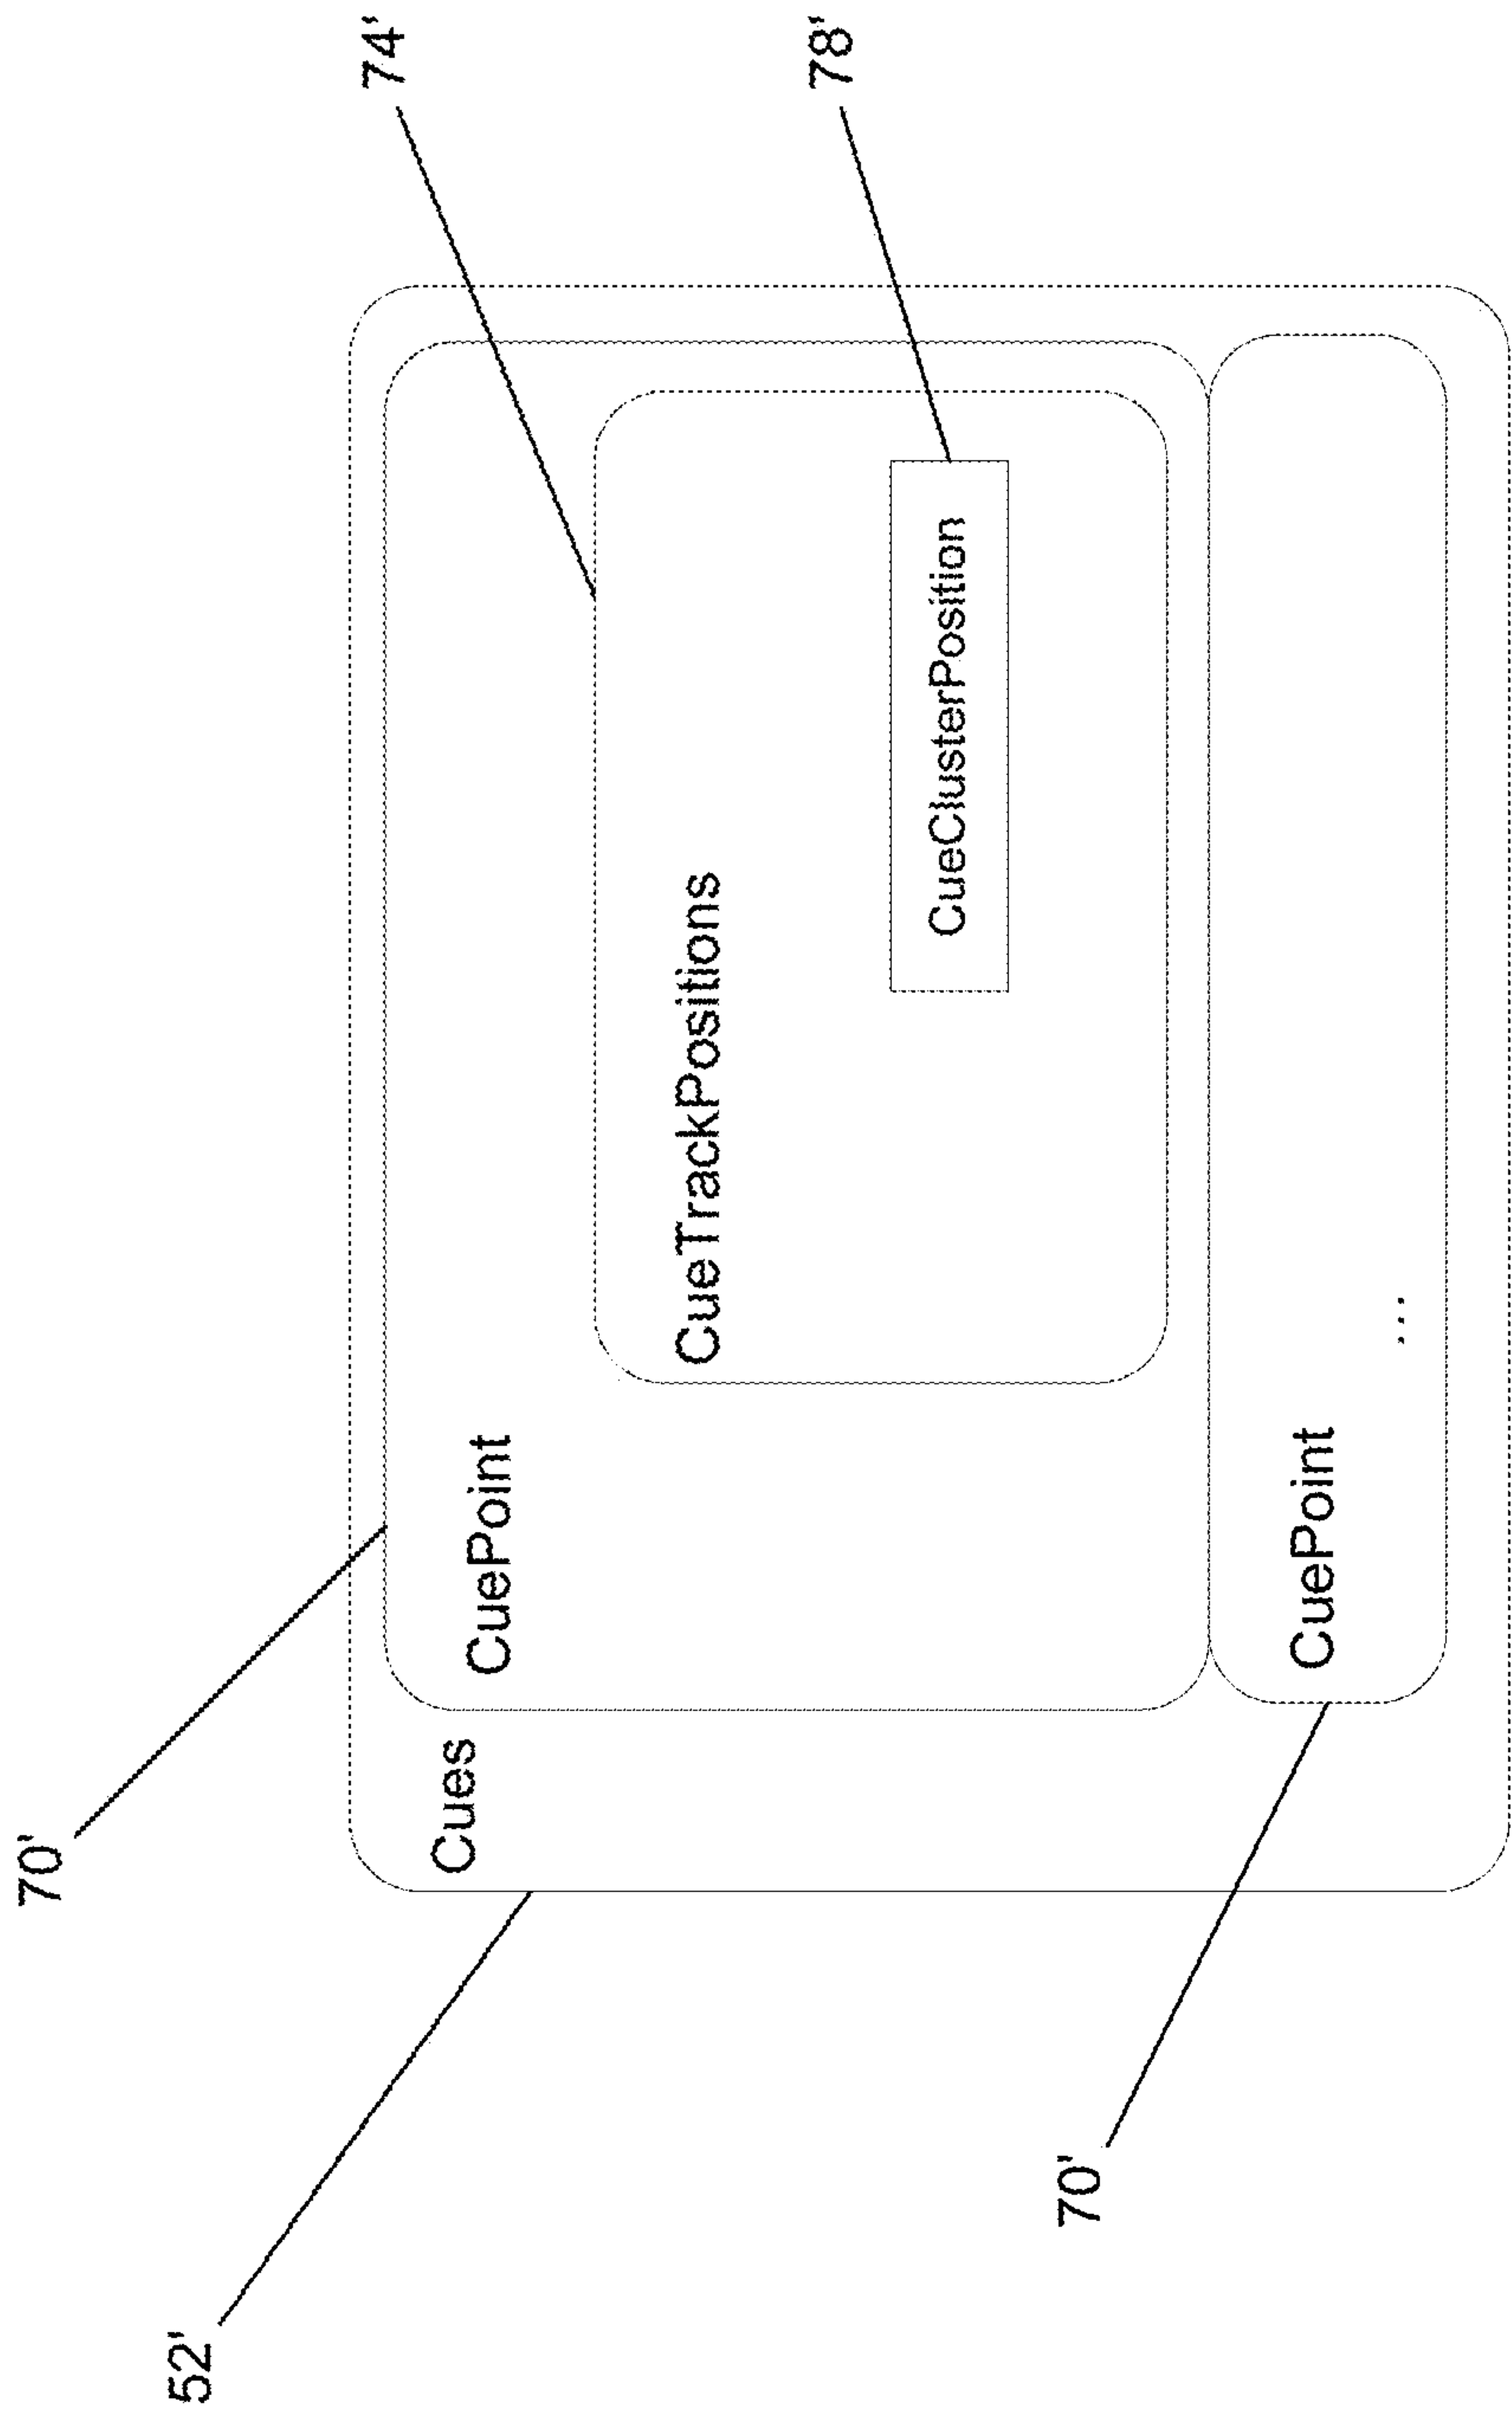 70'
52'
74'
Cues
CuePoint
CueTrackPositions
78'
CueClusterPosition
70'
CuePoint
...